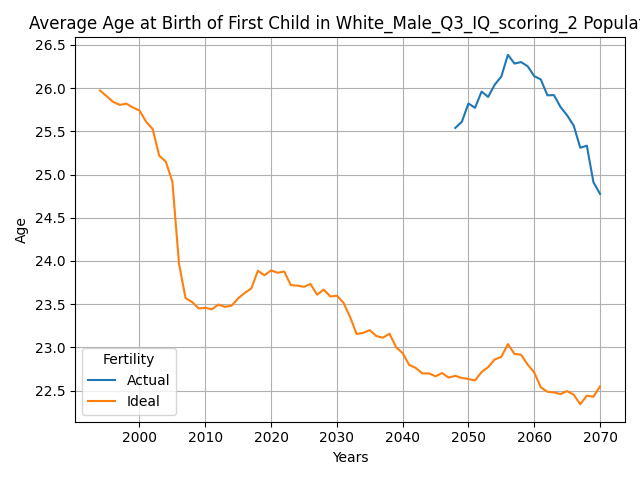 Average Age at Birth of First Child in White_Male_Q3_IQ_scoring_2 Populat
26.5
26.0
25.5
25.0
24.5
24.0
23.5
23.0
22.5
Age
Fertility
Actual
Ideal
2000 2010 2020 2030 2040 2050 2060 2070
Years